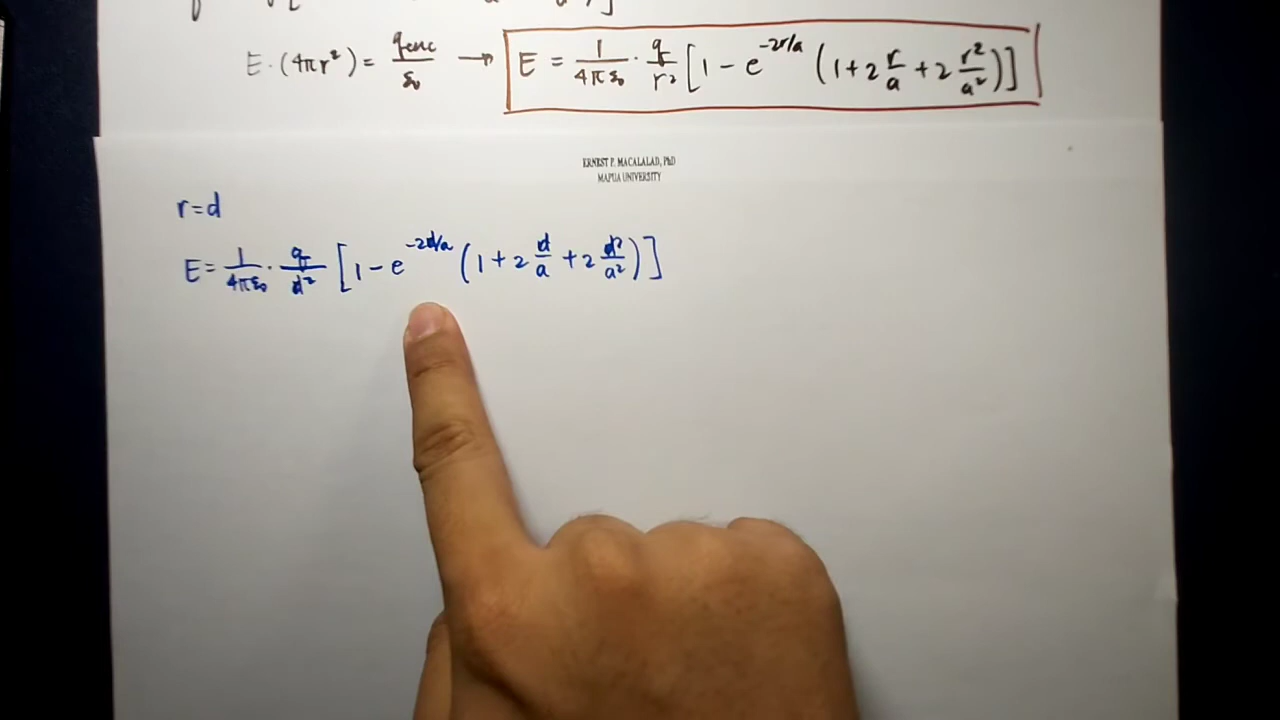 E · (4πr²) = qenc/ε₀ → E = 1/4πε₀ · q/r² [1 - e^(-2r/a) (1 + 2 r/a + 2 r²/a²)]
ERNEST P. MACALALAD, PhD
MAPUA UNIVERSITY
r = d
E = 1/4πε₀ · q/d² [1 - e^(-2d/a) (1 + 2 d/a + 2 d²/a²)]